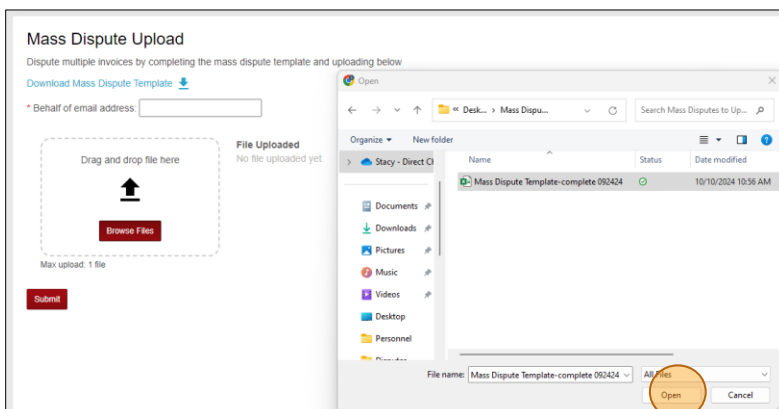 Mass Dispute Upload
Dispute multiple invoices by completing the mass dispute template and uploading below
Download Mass Dispute Template
* Behalf of email address:
Drag and drop file here
Browse Files
Max upload: 1 file
File Uploaded
No file uploaded yet
Submit
Open
« Desk... › Mass Dispu...
Search Mass Disputes to Up...
Organize
New folder
Stacy - Direct
Name
Status
Date modified
Mass Dispute Template-complete 092424
10/10/2024 10:56 AM
Documents
Downloads
Pictures
Music
Videos
Desktop
Personnel
File name:
Mass Dispute Template-complete 092424
All Files
Open
Cancel